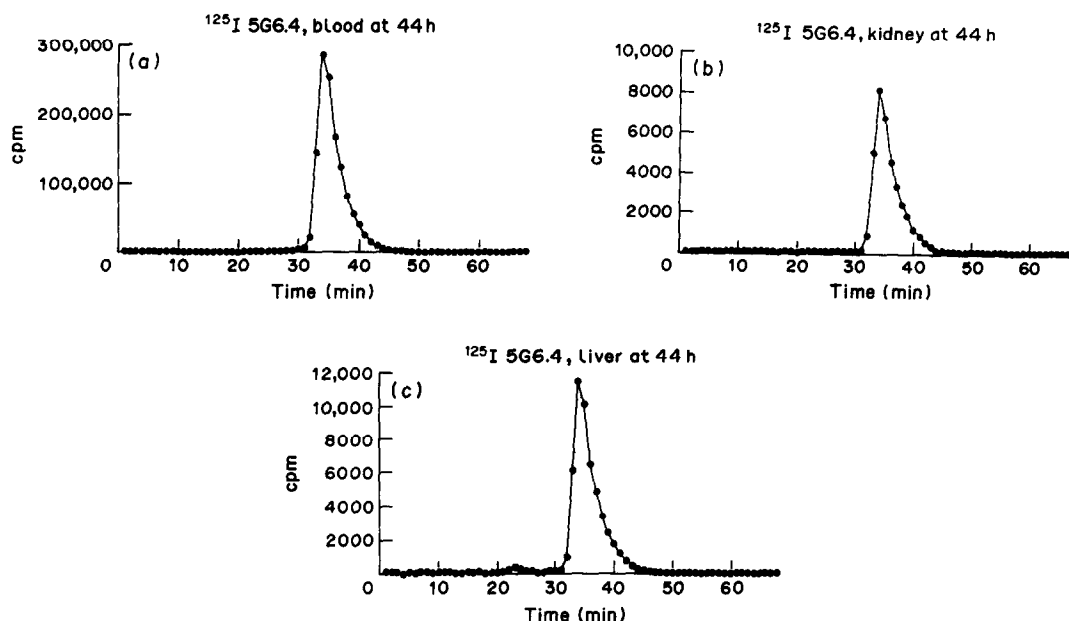 ¹²⁵I 5G6.4, blood at 44h
(a)
300,000
200,000
100,000
0
cpm
10 20 30 40 50 60
Time (min)
¹²⁵I 5G6.4, kidney at 44h
(b)
10,000
8000
6000
4000
2000
0
cpm
10 20 30 40 50 60
Time (min)
¹²⁵I 5G6.4, liver at 44h
(c)
12,000
10,000
8000
6000
4000
2000
0
cpm
10 20 30 40 50 60
Time (min)